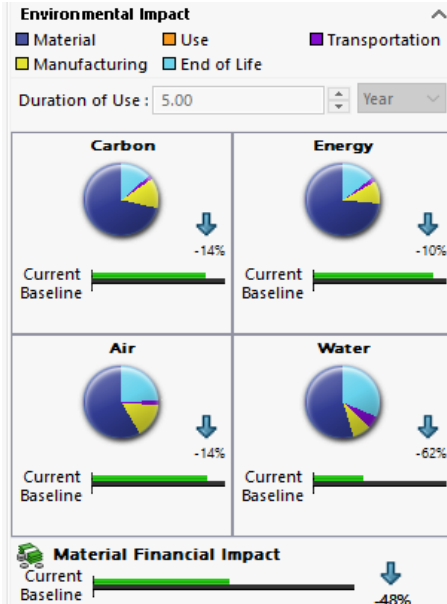 Environmental Impact
Material Use Transportation
Manufacturing End of Life
Duration of Use : 5.00 Year
Carbon
-14%
Current
Baseline
Energy
-10%
Current
Baseline
Air
-14%
Current
Baseline
Water
-62%
Current
Baseline
Material Financial Impact
Current
Baseline
-48%